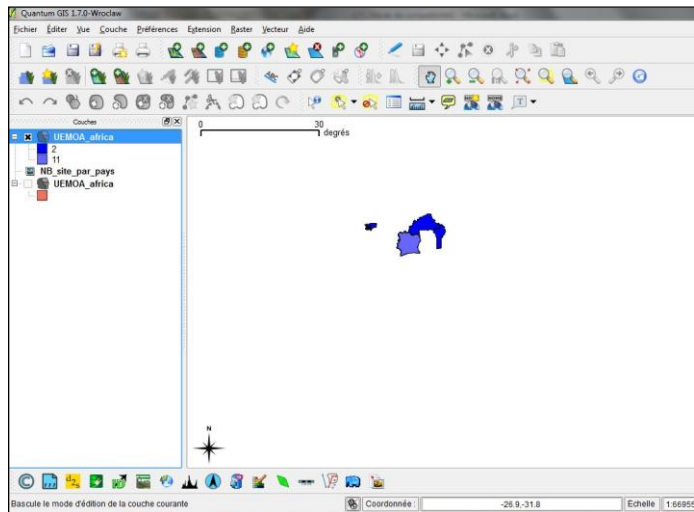 Quantum GIS 1.7.0-Wroclaw
Fichier Éditer Vue Couche Préférences Extension Raster Vecteur Aide
Couches
UEMOA_africa
2
11
NB_site_par_pays
UEMOA_africa
0 30 degrés
N
Bascule le mode d'édition de la couche courante
Coordonnée : -26.9,-31.8 Echelle